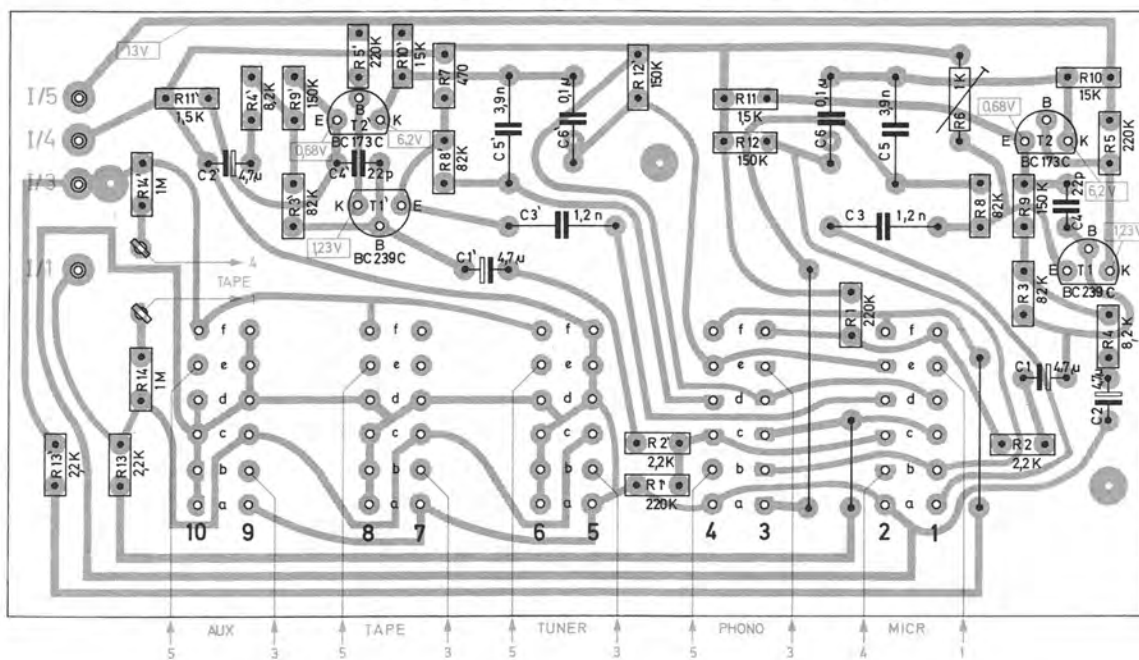 13V
I/5
I/4
I/3
I/1
R11'
1,5K
R4'
8,2K
R9'
150K
R5'
220K
R10'
15K
R7
470
B
E
T2'
K
BC173C
0,68V
6,2V
C2'
4,7µ
C4'
22p
R8'
82K
C5'
3,9n
C6'
0,1µ
R12'
150K
R14'
1M
R3'
82K
K
T1'
E
B
BC239C
1,23V
C3'
1,2n
C1'
4,7µ
4
TAPE
1
R14
1M
R13'
22K
R13
22K
R11
1,5K
R12
150K
0,1µ
C6
3,9n
C5
1K
R6
R10
15K
0,68V
B
E
T2
K
BC173C
R5
220K
6,2V
22p
C4
R8
82K
R9
150K
C3
1,2n
1,23V
B
E
T1
K
BC239C
R3
82K
R4
8,2K
R1
220K
C1
4,7µ
4,7µ
C2
R2
2,2K
R2'
2,2K
R1'
220K
f f f f f
e e e e e
d d d d d
c c c c c
b b b b b
a a a a a
10 9 8 7 6 5 4 3 2 1
AUX TAPE TUNER PHONO MICR.
5 3 5 3 5 3 5 3 4 1